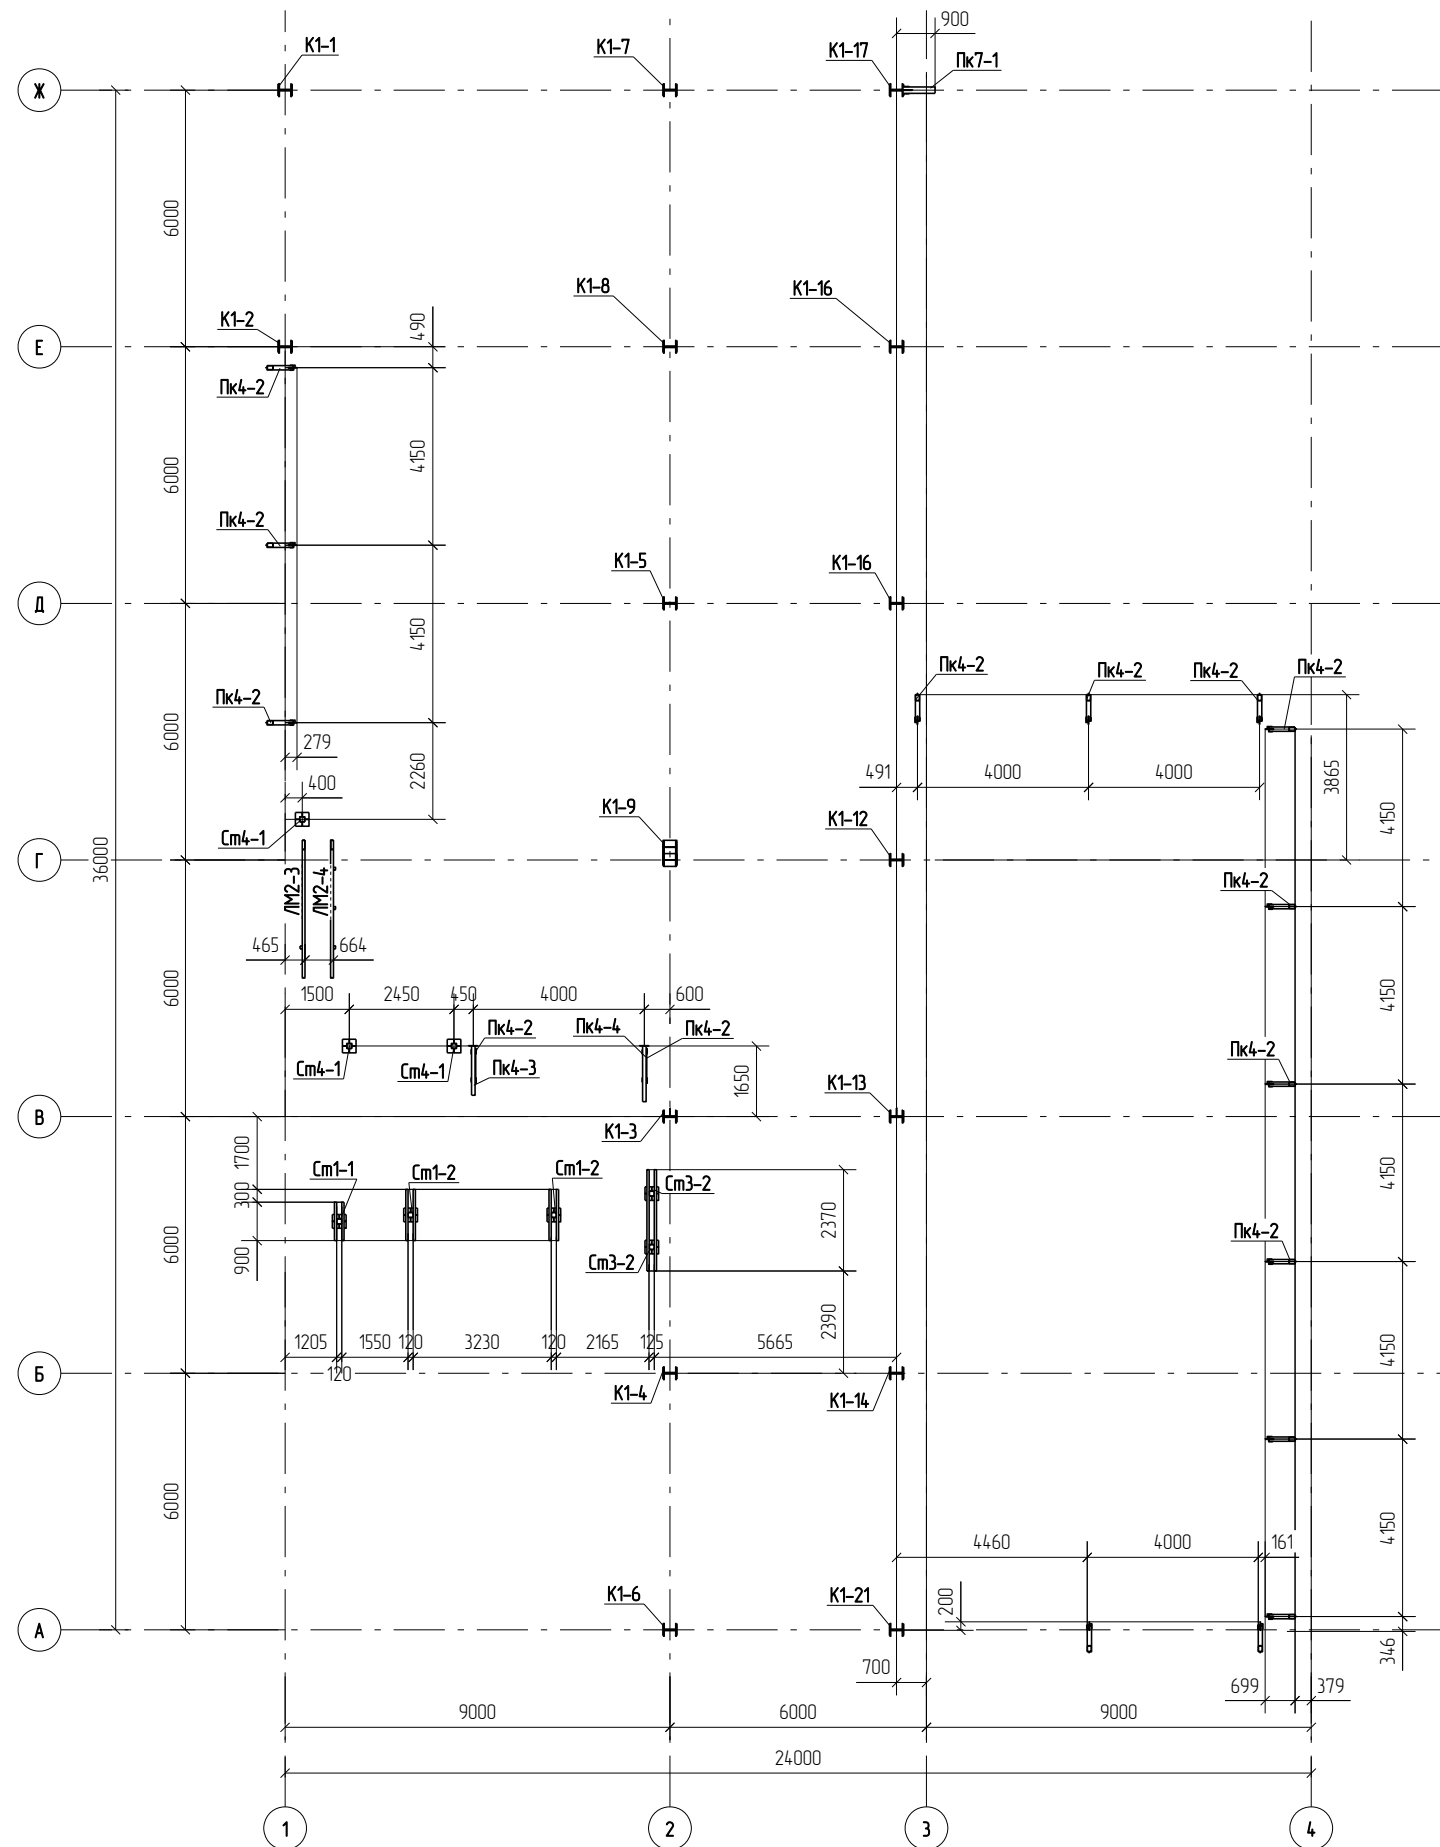 900
К1-1
К1-7
К1-17
Пк7-1
Ж
6000
К1-8
К1-16
К1-2
490
Е
Пк4-2
4150
6000
Пк4-2
К1-5
К1-16
Д
4150
Пк4-2
Пк4-2
Пк4-2
Пк4-2
Пк4-2
6000
279
2260
491
4000
4000
3865
400
4150
К1-9
К1-12
Ст4-1
36000
Г
ЛМ2-3
ЛМ2-4
Пк4-2
465
664
6000
1500
2450
450
4000
600
4150
Пк4-2
Пк4-4
Пк4-2
Пк4-2
Ст4-1
Ст4-1
Пк4-3
1650
К1-13
В
К1-3
1700
4150
Ст1-1
Ст1-2
Ст1-2
Ст3-2
300
2370
6000
900
Пк4-2
Ст3-2
2390
1205
1550
120
3230
120
2165
125
5665
4150
120
Б
К1-4
К1-14
6000
4150
4460
4000
161
К1-6
К1-21
200
А
346
700
699
379
9000
6000
9000
24000
1
2
3
4